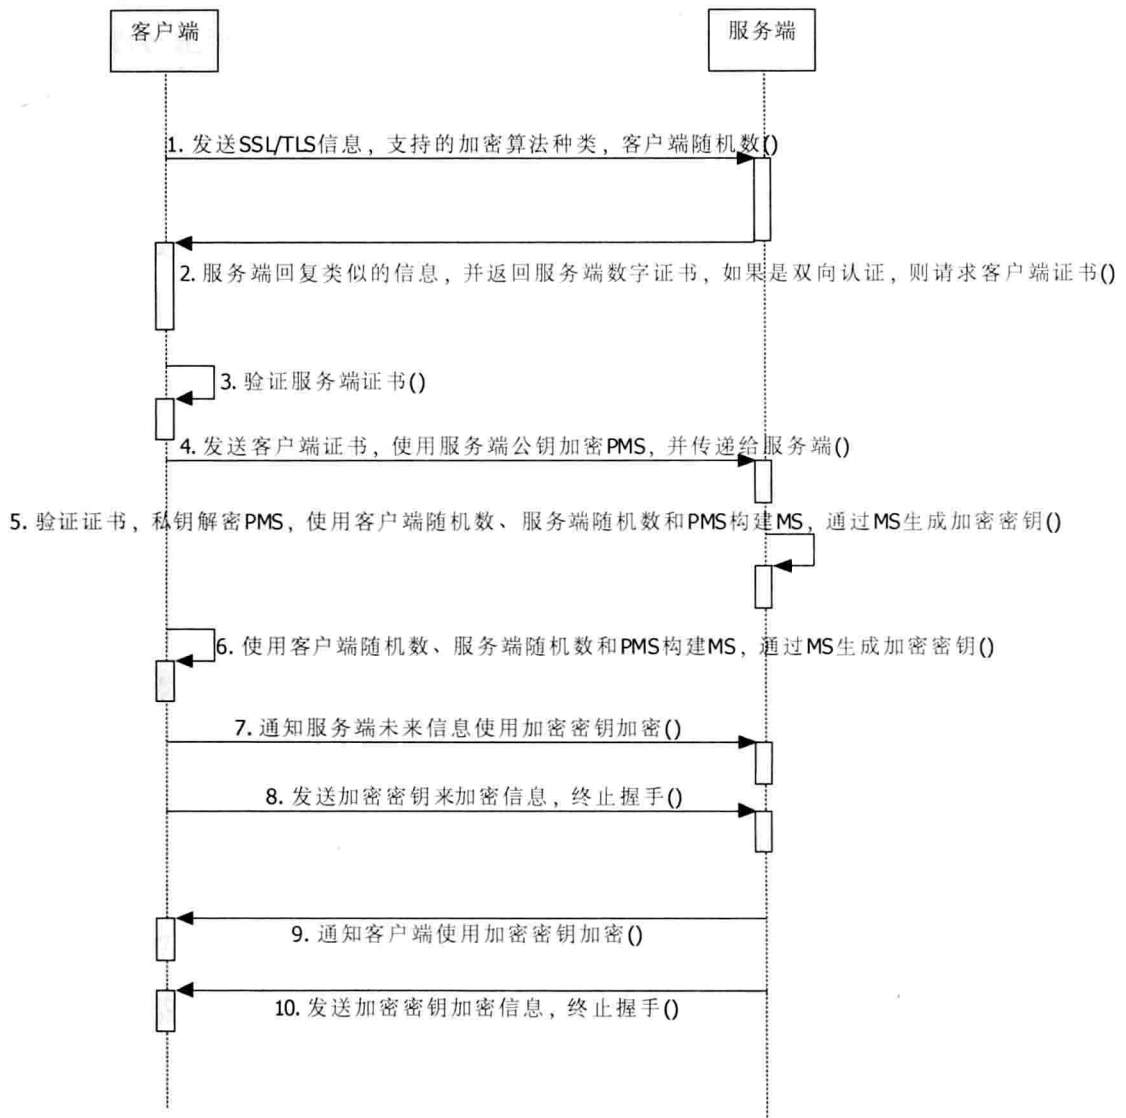 客户端
服务端
1. 发送SSL/TLS信息，支持的加密算法种类，客户端随机数()
2. 服务端回复类似的信息，并返回服务端数字证书，如果是双向认证，则请求客户端证书()
3. 验证服务端证书()
4. 发送客户端证书，使用服务端公钥加密PMS，并传递给服务端()
5. 验证证书，私钥解密PMS，使用客户端随机数、服务端随机数和PMS构建MS，通过MS生成加密密钥()
6. 使用客户端随机数、服务端随机数和PMS构建MS，通过MS生成加密密钥()
7. 通知服务端未来信息使用加密密钥加密()
8. 发送加密密钥来加密信息，终止握手()
9. 通知客户端使用加密密钥加密()
10. 发送加密密钥加密信息，终止握手()